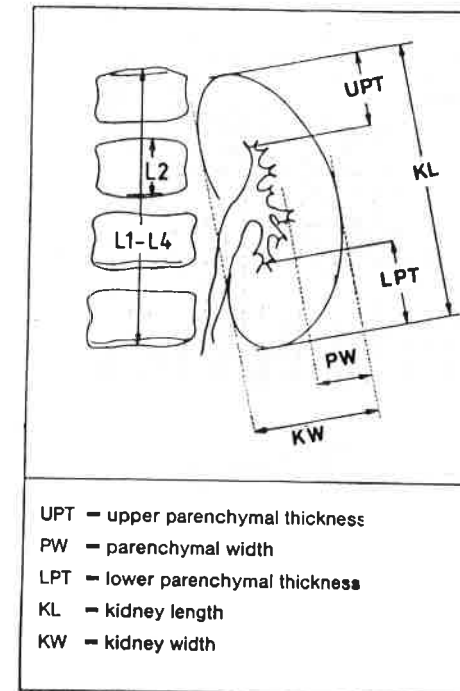 UPT
KL
L2
L1-L4
LPT
PW
KW
UPT = upper parenchymal thickness
PW = parenchymal width
LPT = lower parenchymal thickness
KL = kidney length
KW = kidney width